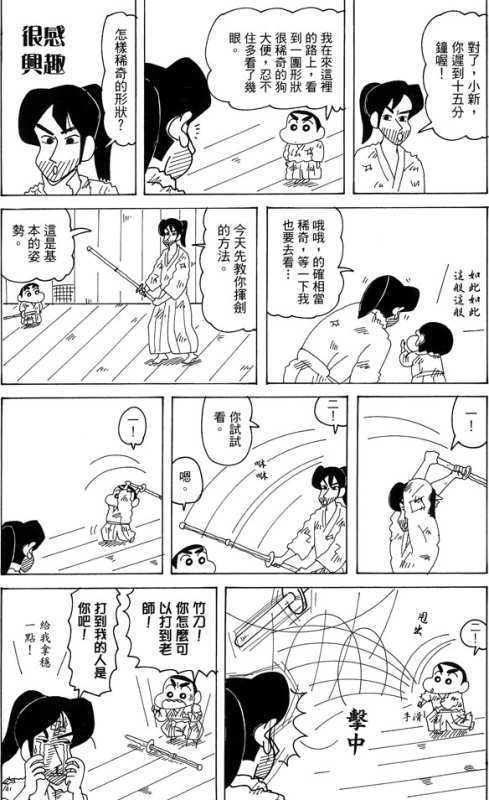 對了，小新，
你遲到十五分
鐘喔！
我在來這裡
的路上，看
到一團形狀
很稀奇的狗
大便，忍不
住多看了幾
眼。
怎樣稀奇的形狀？
很感
興趣
如此如此
這般這般
哦哦，的確相當
稀奇，等一下我
也要去看…
今天先教你揮劍
的方法。
這是基
本的姿
勢。
一！
二！
咻
咻
你試試
看。
嗯。
一！
二！
甩
出
手滑
擊中
竹刀！
你怎麼可
以打到老
師！
打到我的人是
你吧！
給我拿穩
一點！